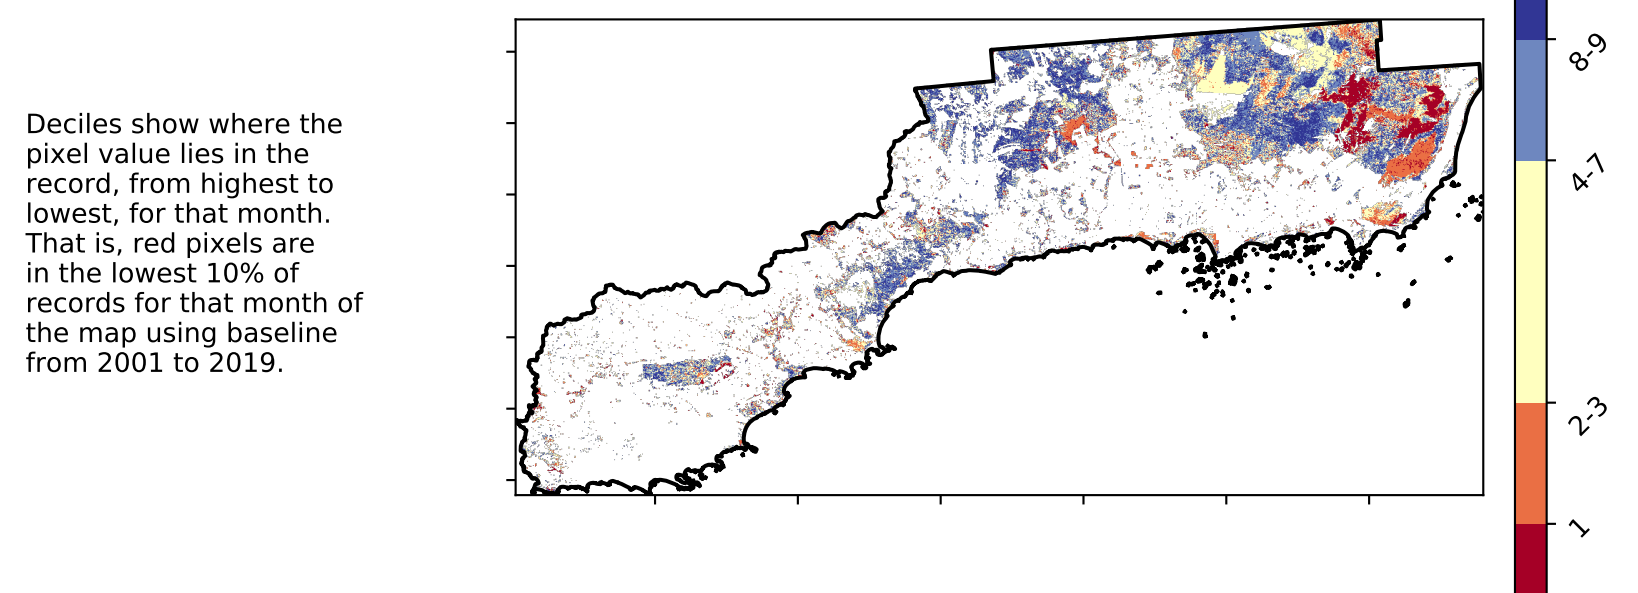 Deciles show where the
pixel value lies in the
record, from highest to
lowest, for that month.
That is, red pixels are
in the lowest 10% of
records for that month of
the map using baseline
from 2001 to 2019.
8-9
4-7
2-3
1